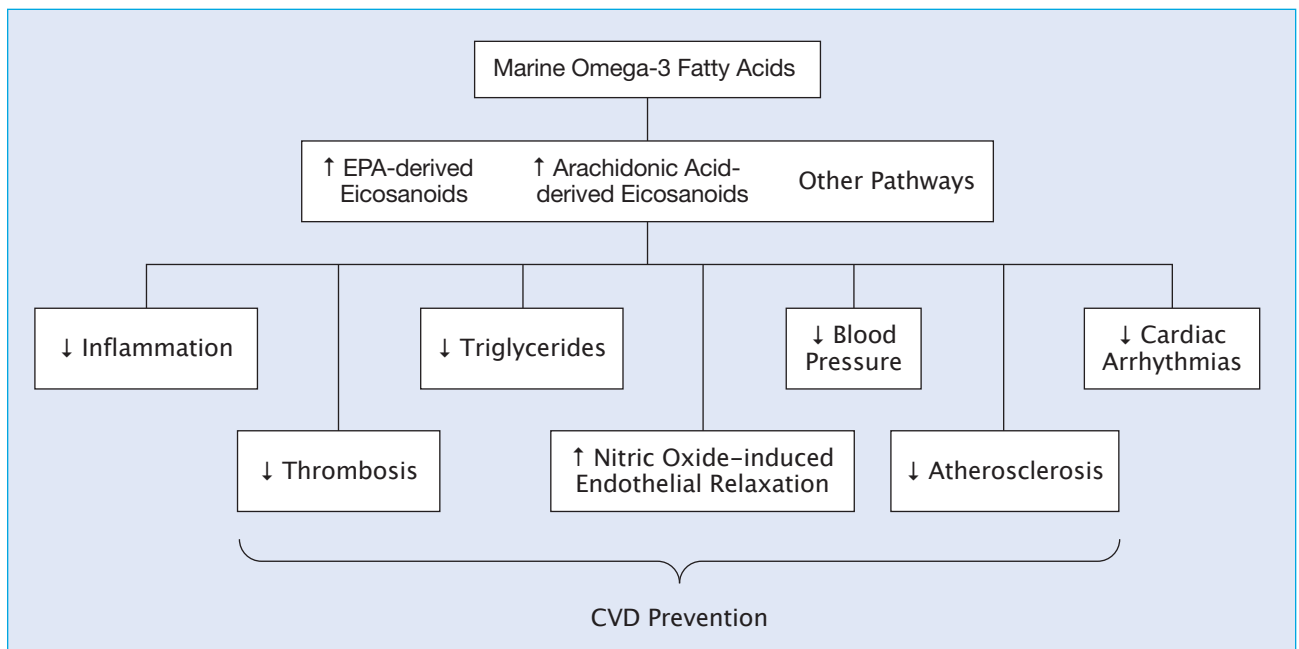 Marine Omega-3 Fatty Acids
↑ EPA-derived
Eicosanoids
↑ Arachidonic Acid-
derived Eicosanoids
Other Pathways
↓ Inflammation
↓ Triglycerides
↓ Blood
Pressure
↓ Cardiac
Arrhythmias
↓ Thrombosis
↑ Nitric Oxide–induced
Endothelial Relaxation
↓ Atherosclerosis
CVD Prevention